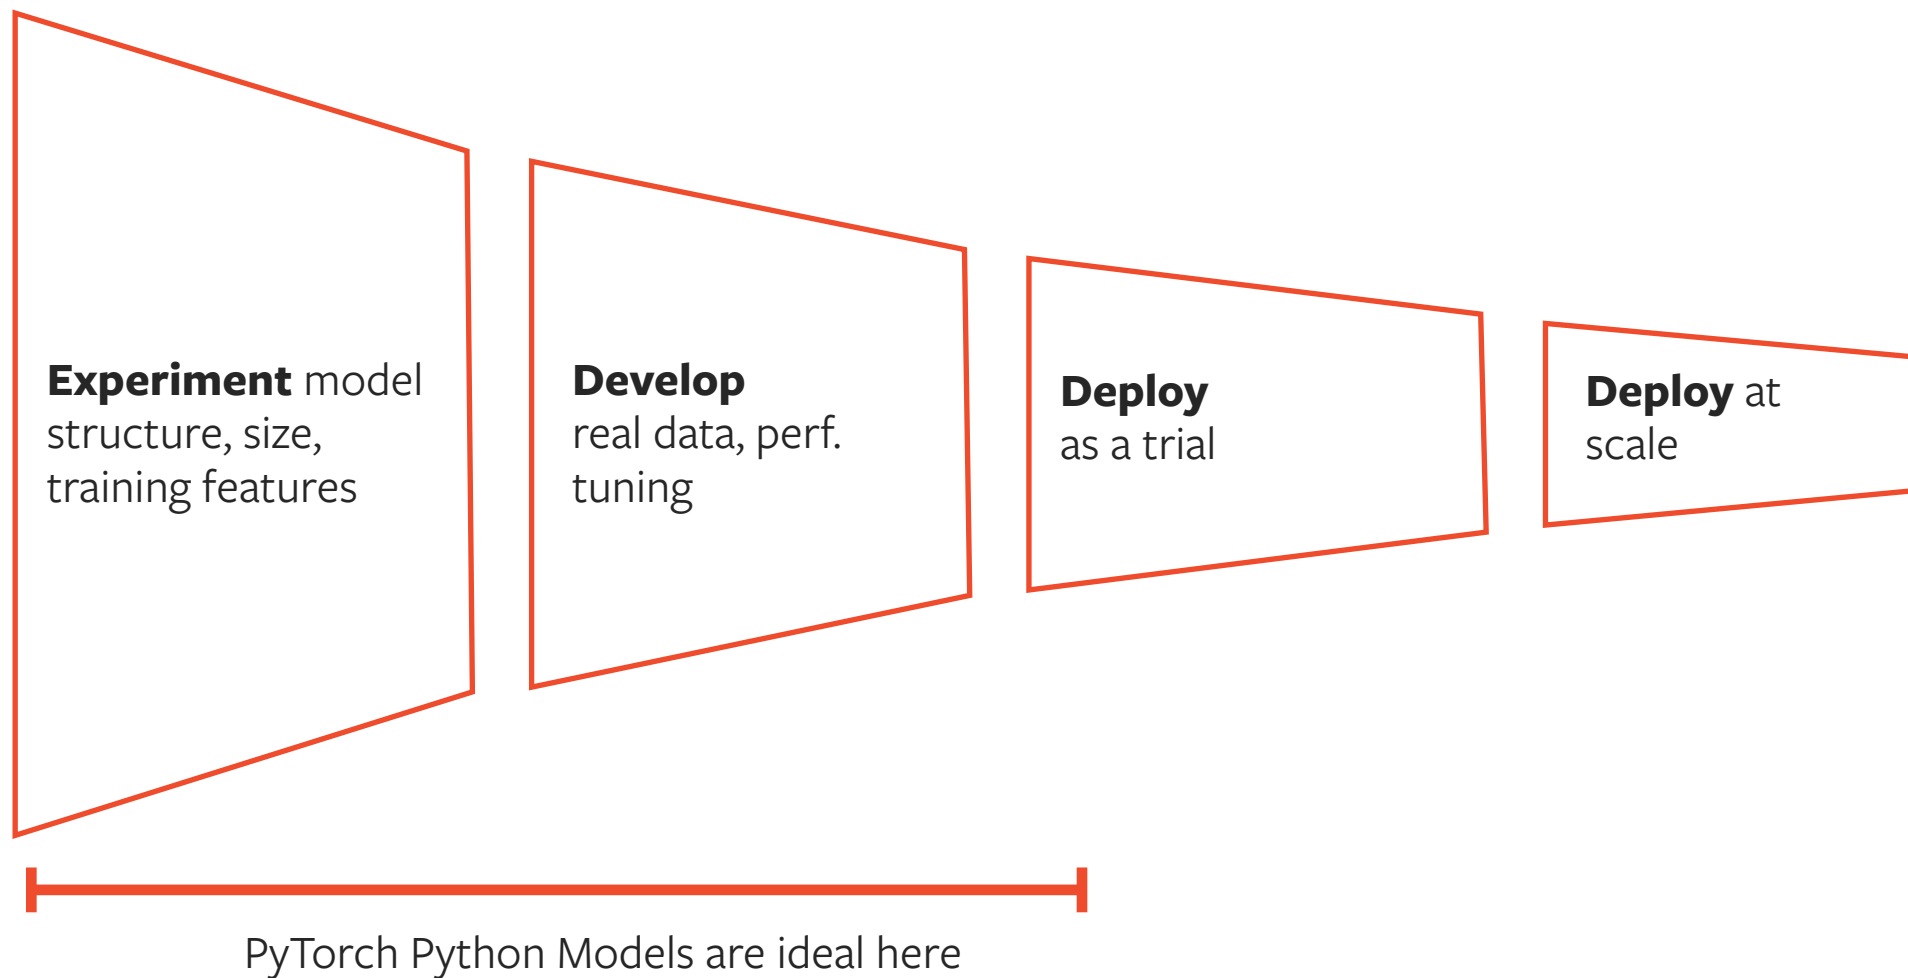 Experiment model
structure, size,
training features
Develop
real data, perf.
tuning
Deploy
as a trial
Deploy at
scale
PyTorch Python Models are ideal here